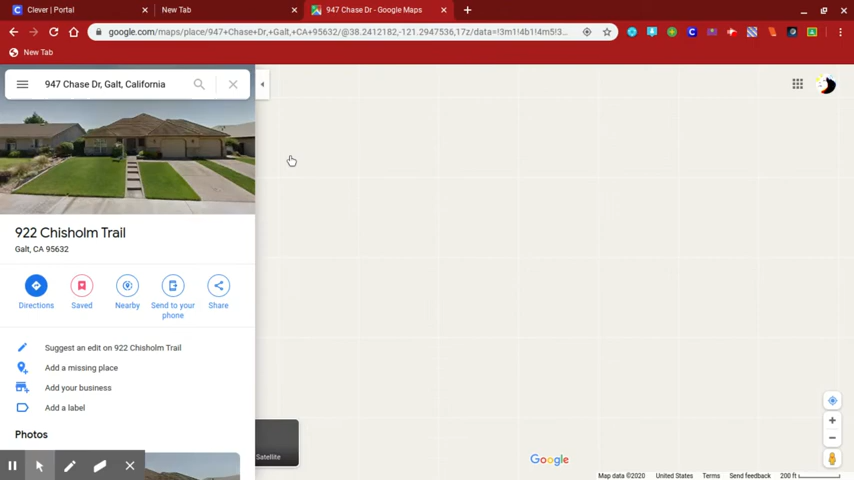 Clever | Portal
New Tab
947 Chase Dr - Google Maps
google.com/maps/place/947+Chase+Dr,+Galt,+CA+95632/@38.2412182,-121.2947536,17z/data=!3m1!4b1!4m5!3...
New Tab
947 Chase Dr, Galt, California
922 Chisholm Trail
Galt, CA 95632
Directions
Saved
Nearby
Send to your
phone
Share
Suggest an edit on 922 Chisholm Trail
Add a missing place
Add your business
Add a label
Photos
Satellite
Google
Map data ©2020 United States Terms Send feedback 200 ft